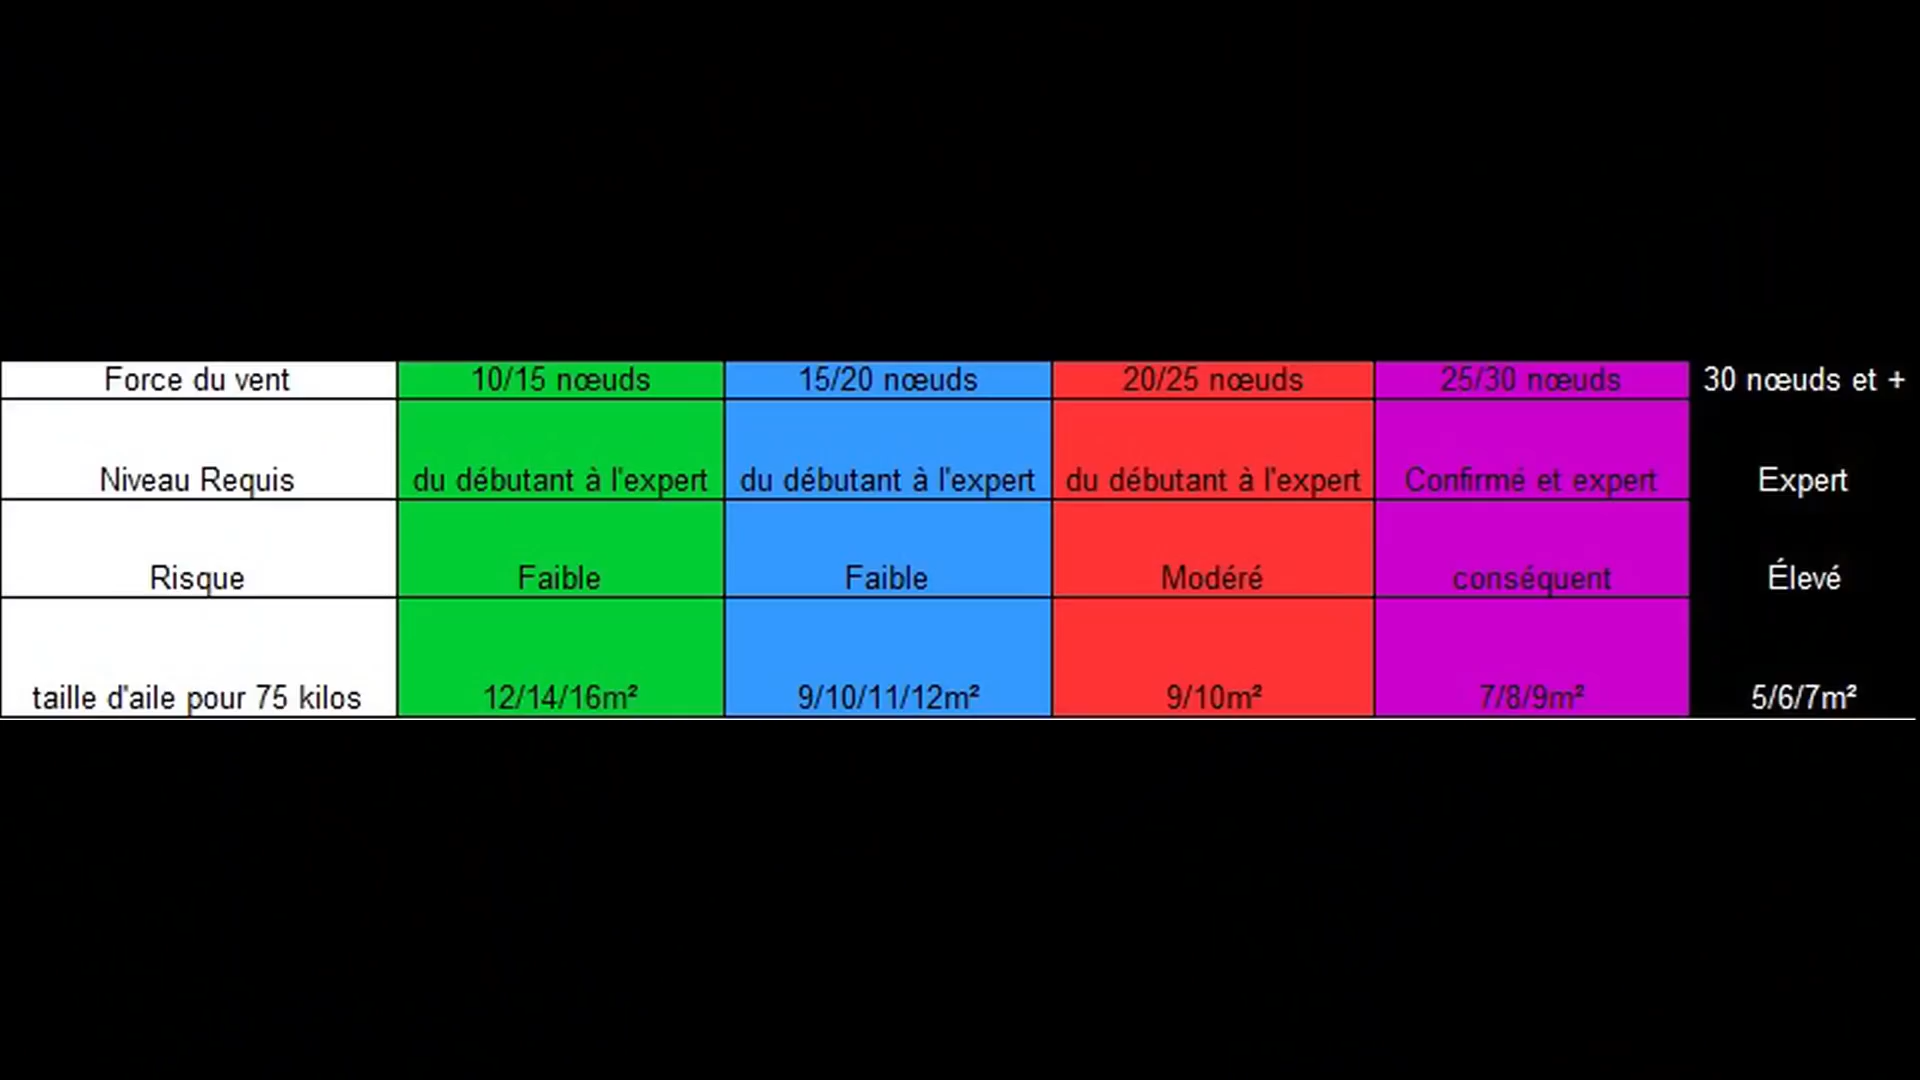 Force du vent 10/15 nœuds 15/20 nœuds 20/25 nœuds 25/30 nœuds 30 nœuds et +
Niveau Requis du débutant à l'expert du débutant à l'expert du débutant à l'expert Confirmé et expert Expert
Risque Faible Faible Modéré conséquent Élevé
taille d'aile pour 75 kilos 12/14/16m² 9/10/11/12m² 9/10m² 7/8/9m² 5/6/7m²